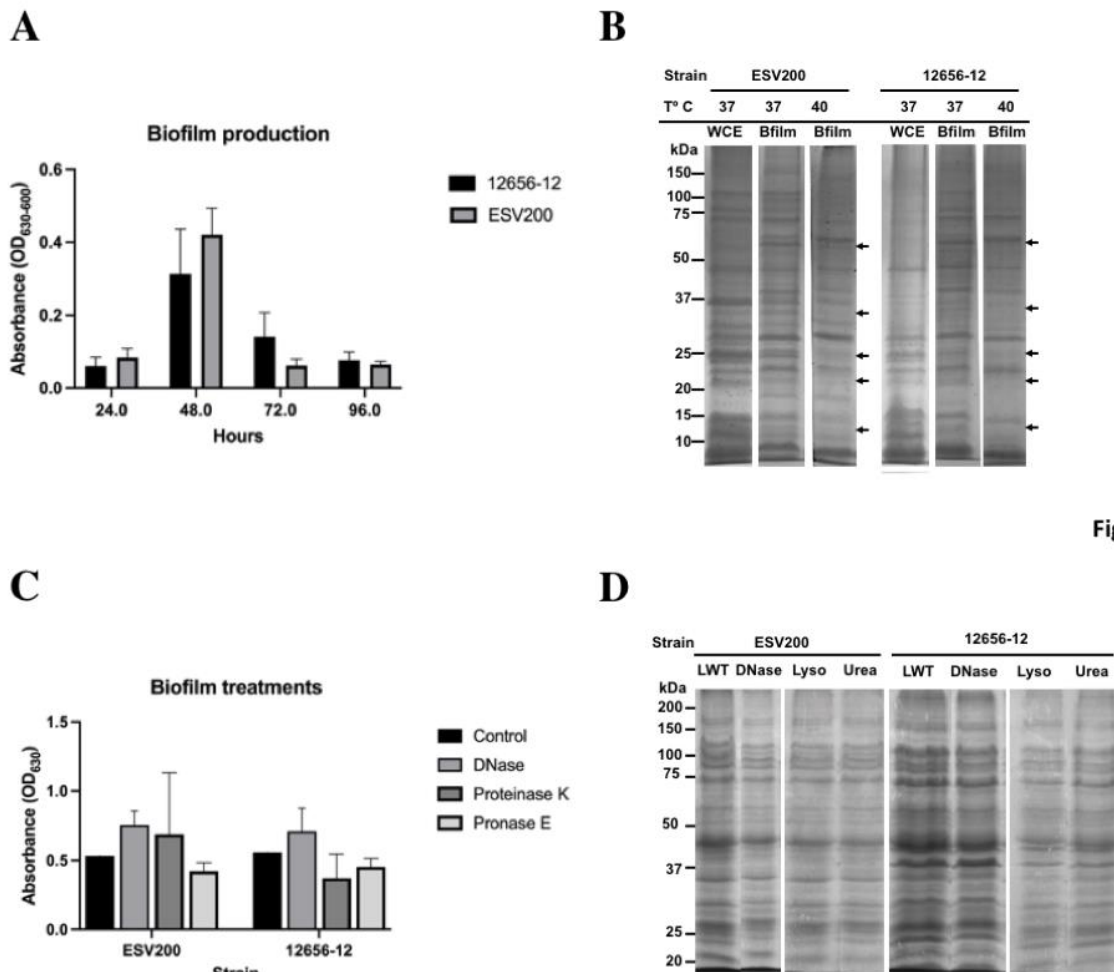 A
Biofilm production
Absorbance (OD630-600)
0.6
0.4
0.2
0.0
24.0 48.0 72.0 96.0
Hours
12656-12
ESV200
B
Strain ESV200 12656-12
Tº C 37 37 40 37 37 40
WCE Bfilm Bfilm WCE Bfilm Bfilm
kDa
150
100
75
50
37
25
20
15
10
Fig
C
Biofilm treatments
Absorbance (OD630)
1.5
1.0
0.5
0.0
ESV200 12656-12
Strain
Control
DNase
Proteinase K
Pronase E
D
Strain ESV200 12656-12
LWT DNase Lyso Urea LWT DNase Lyso Urea
kDa
200
150
100
75
50
37
25
20